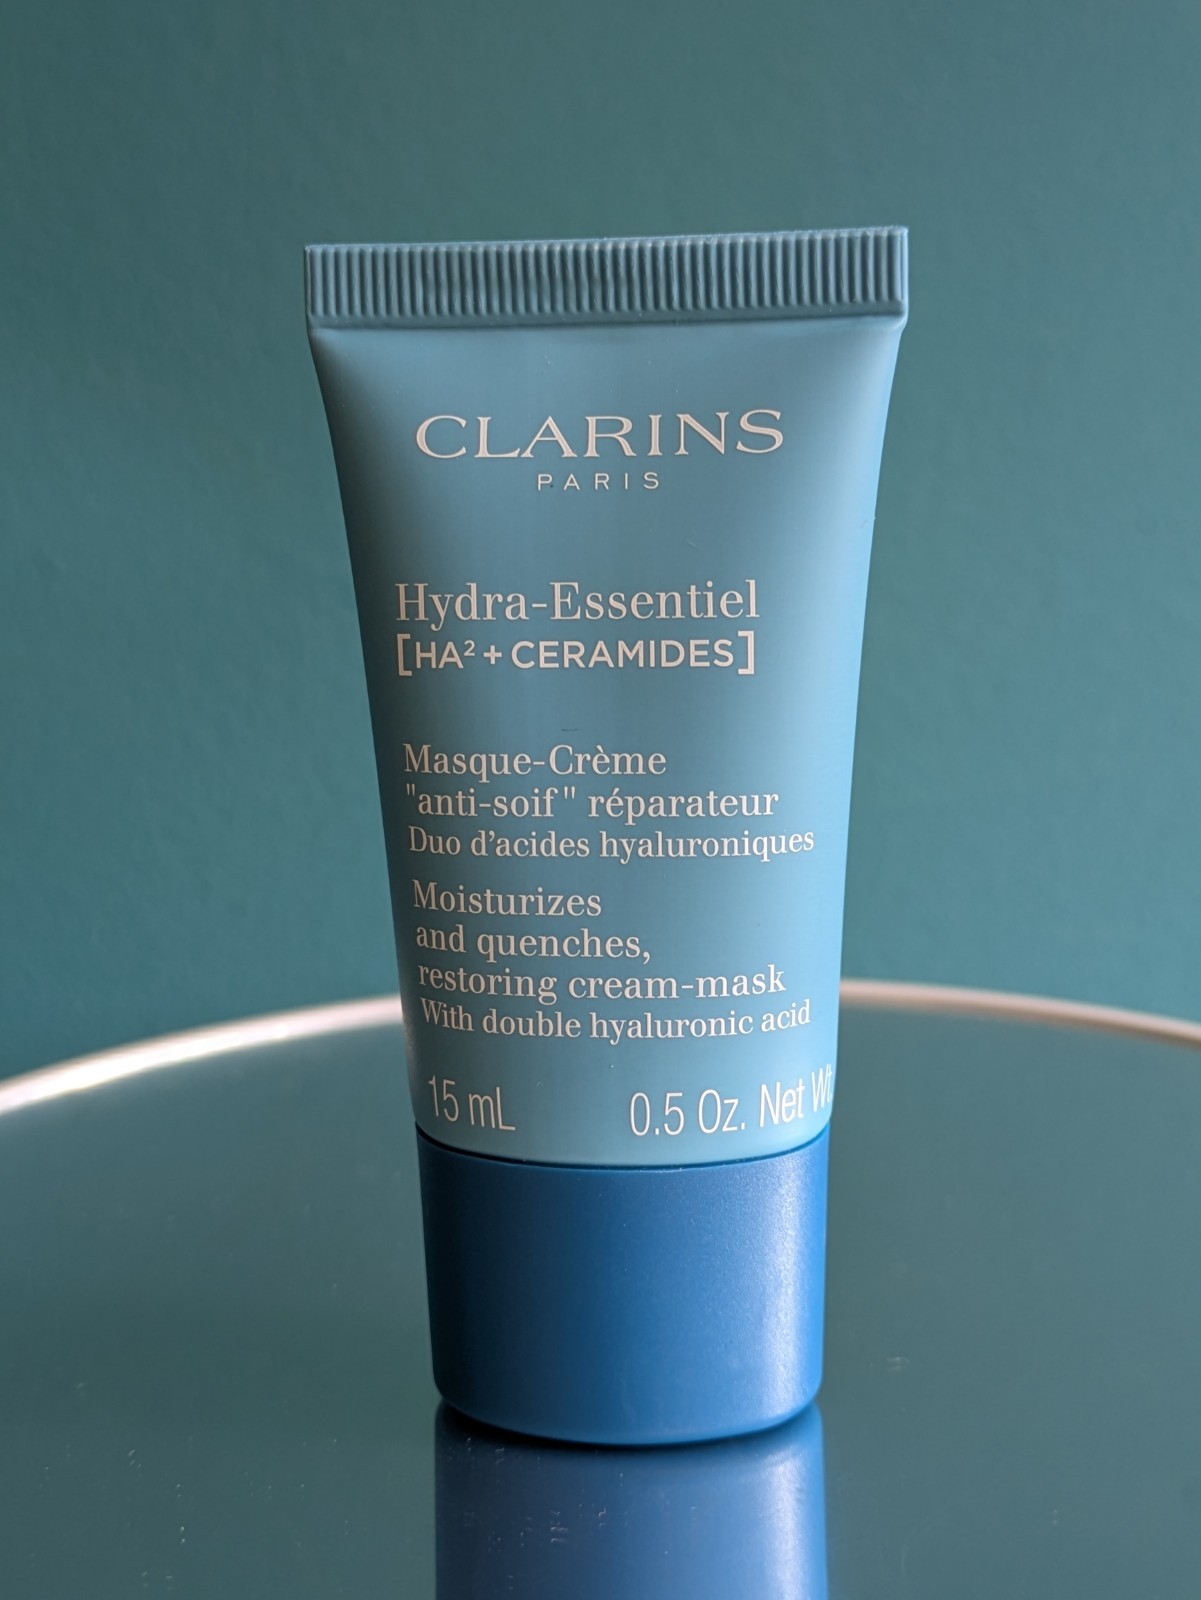 CLARINS
PARIS
Hydra-Essentiel
[HA² + CERAMIDES]
Masque-Crème
"anti-soif" réparateur
Duo d'acides hyaluroniques
Moisturizes
and quenches,
restoring cream-mask
With double hyaluronic acid
15 mL 0.5 Oz. Net Wt.